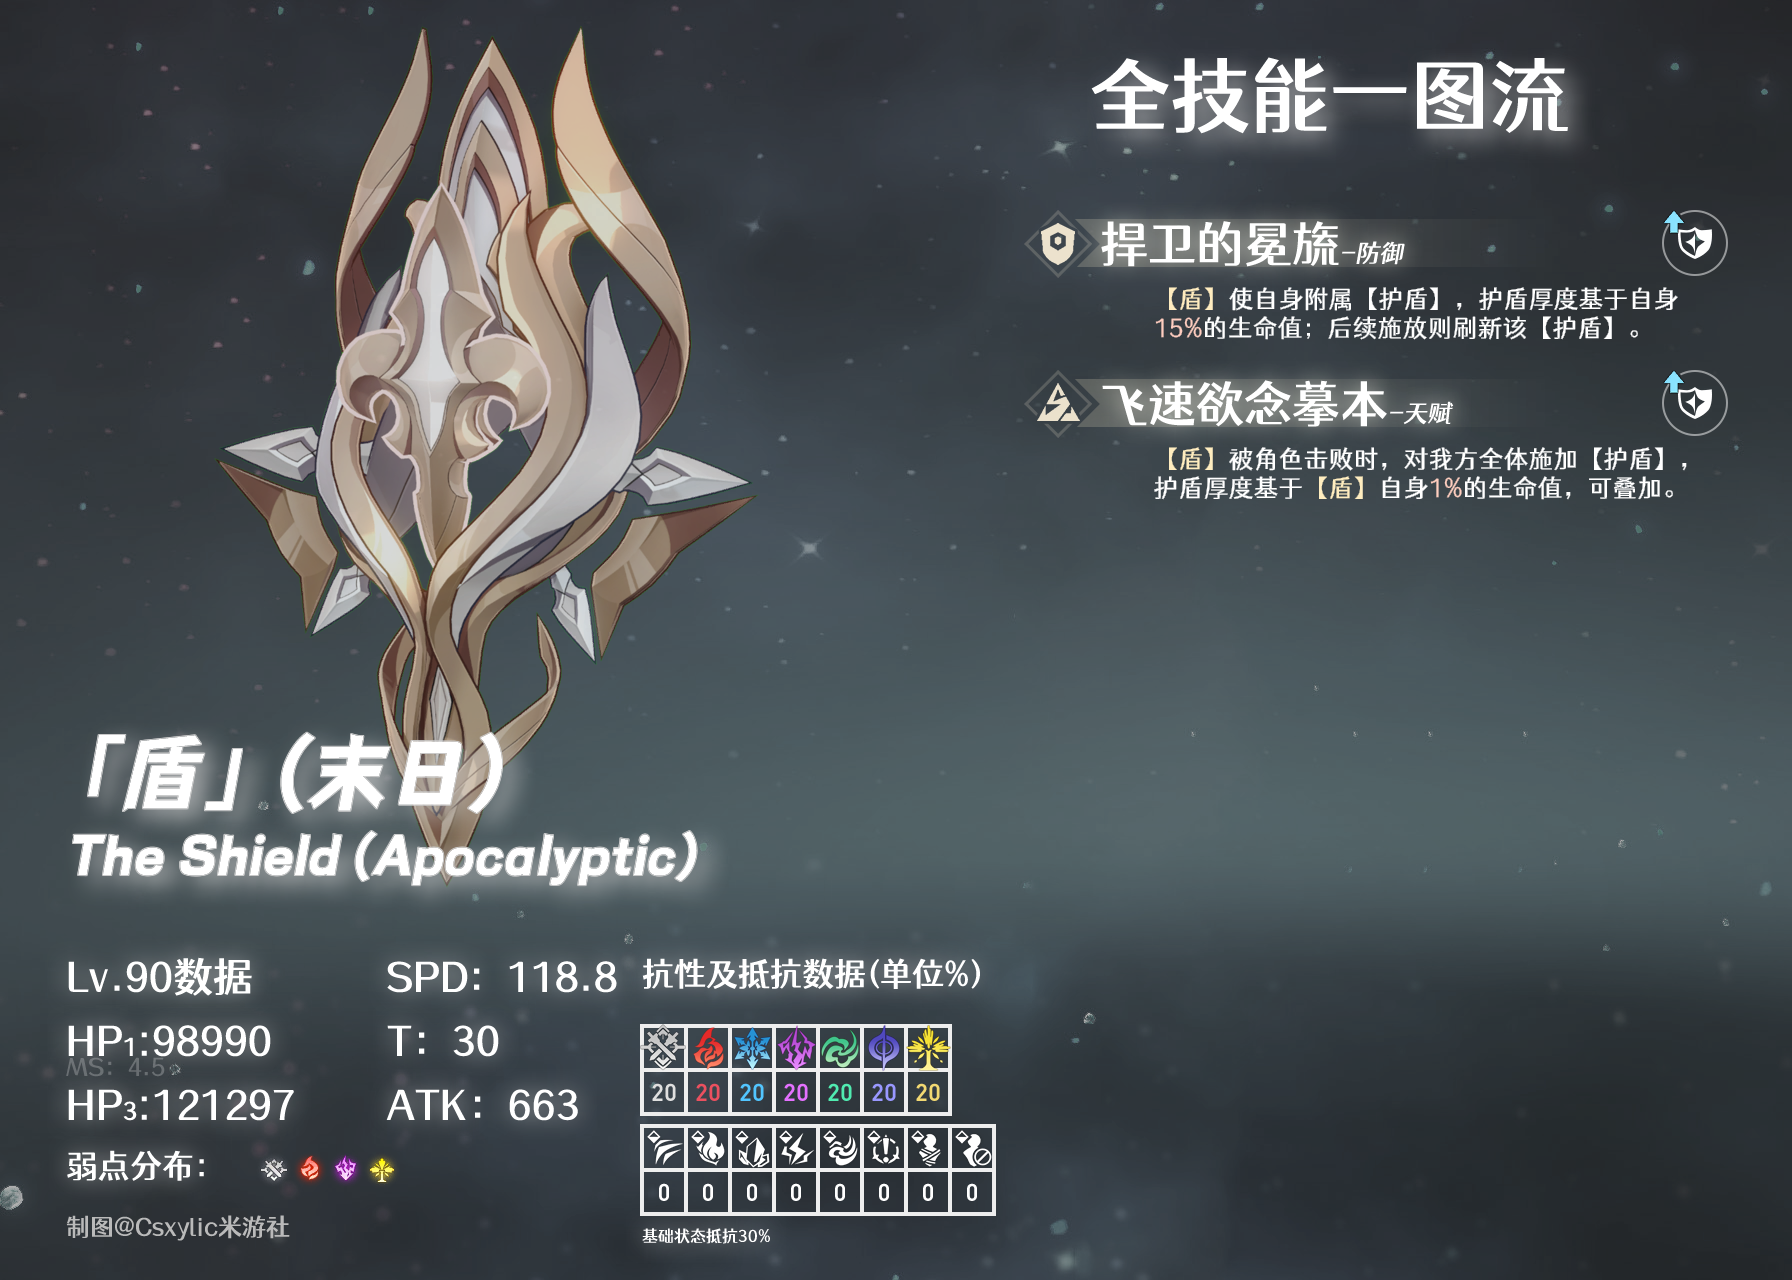 全技能一图流
捍卫的冕旒-防御
【盾】使自身附属【护盾】，护盾厚度基于自身
15%的生命值；后续施放则刷新该【护盾】。
飞速欲念摹本-天赋
【盾】被角色击败时，对我方全体施加【护盾】，
护盾厚度基于【盾】自身1%的生命值，可叠加。
「盾」（末日）
The Shield (Apocalyptic)
Lv.90数据
SPD：118.8
HP1:98990
T：30
MS：4.5
HP3:121297
ATK：663
弱点分布：
制图@Csxylic米游社
抗性及抵抗数据(单位%)
20 20 20 20 20 20 20
0 0 0 0 0 0 0 0
基础状态抵抗30%